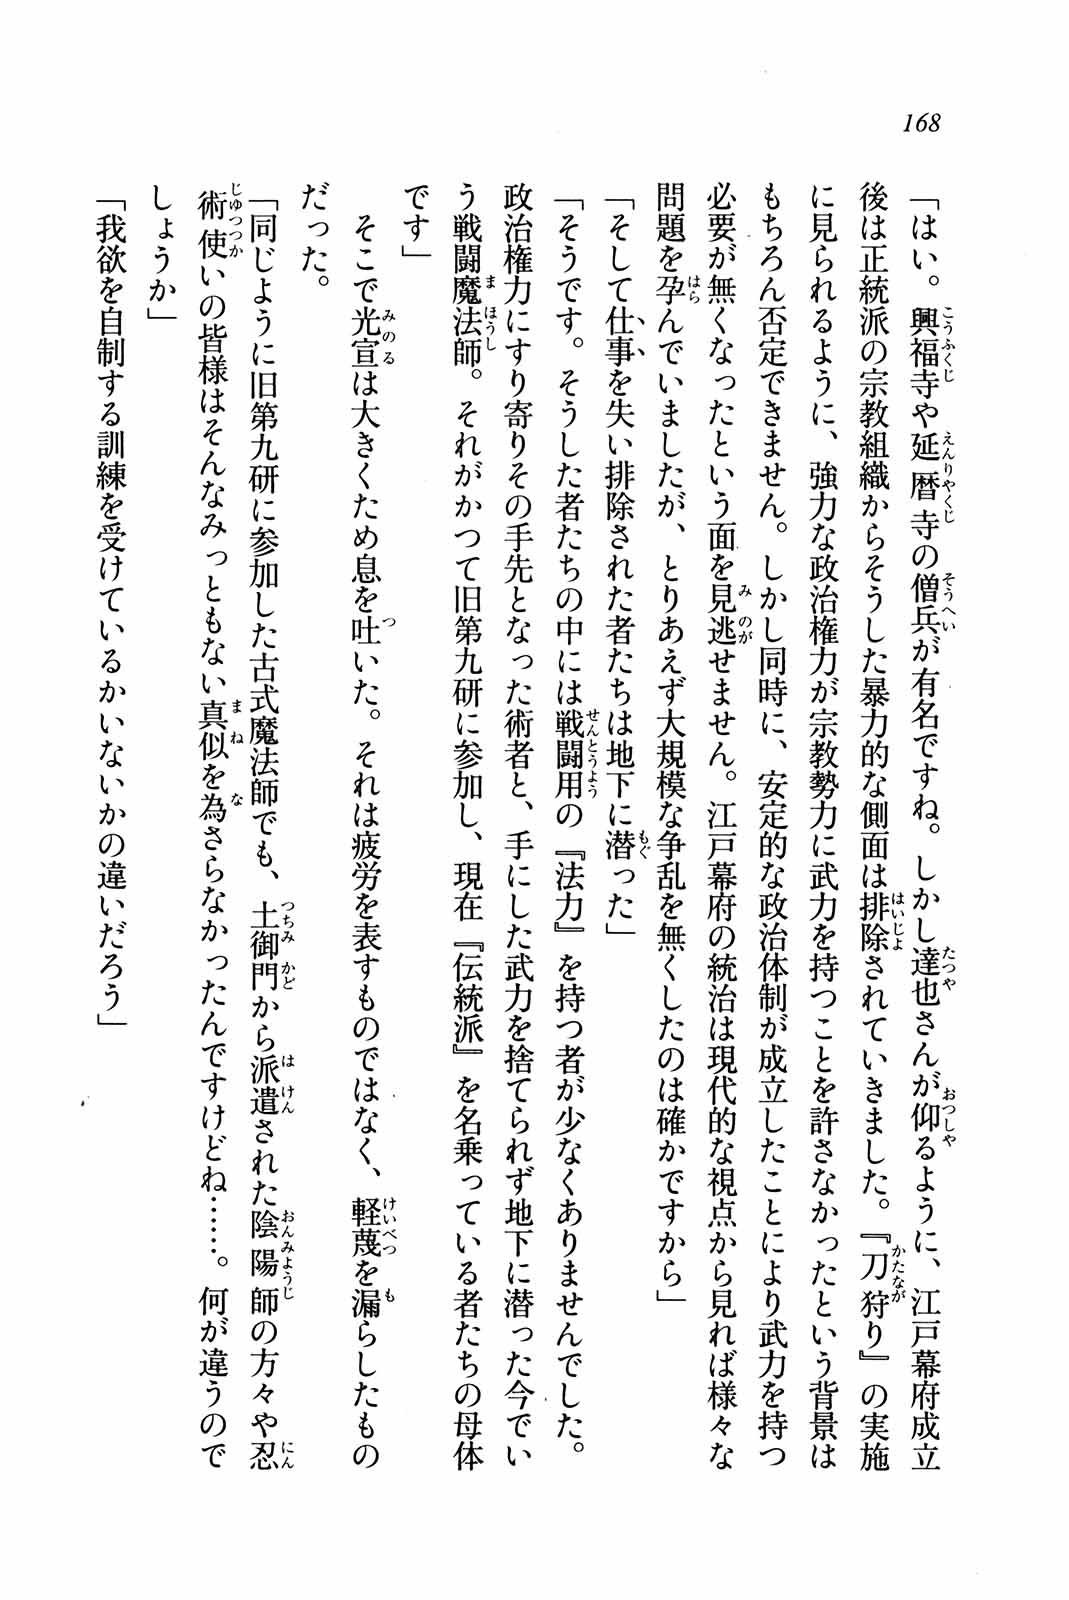 168
「はい。興福寺や延暦寺の僧兵が有名ですね。しかし達也さんが仰るように、江戸幕府成立
後は正統派の宗教組織からそうした暴力的な側面は排除されていきました。『刀狩り』の実施
に見られるように、強力な政治権力が宗教勢力に武力を持つことを許さなかったという背景は
もちろん否定できません。しかし同時に、安定的な政治体制が成立したことにより武力を持つ
必要が無くなったという面を見逃せません。江戸幕府の統治は現代的な視点から見れば様々な
問題を孕んでいましたが、とりあえず大規模な争乱を無くしたのは確かですから」
「そして仕事を失い排除された者たちは地下に潜った」
「そうです。そうした者たちの中には戦闘用の『法力』を持つ者が少なくありませんでした。
政治権力にすり寄りその手先となった術者と、手にした武力を捨てられず地下に潜った今でい
う戦闘魔法師。それがかつて旧第九研に参加し、現在『伝統派』を名乗っている者たちの母体
です」
そこで光宣は大きくため息を吐いた。それは疲労を表すものではなく、軽蔑を漏らしたもの
だった。
「同じように旧第九研に参加した古式魔法師でも、土御門から派遣された陰陽師の方々や忍
術使いの皆様はそんなみっともない真似を為さらなかったんですけどね……。何が違うので
しょうか」
「我欲を自制する訓練を受けているかいないかの違いだろう」